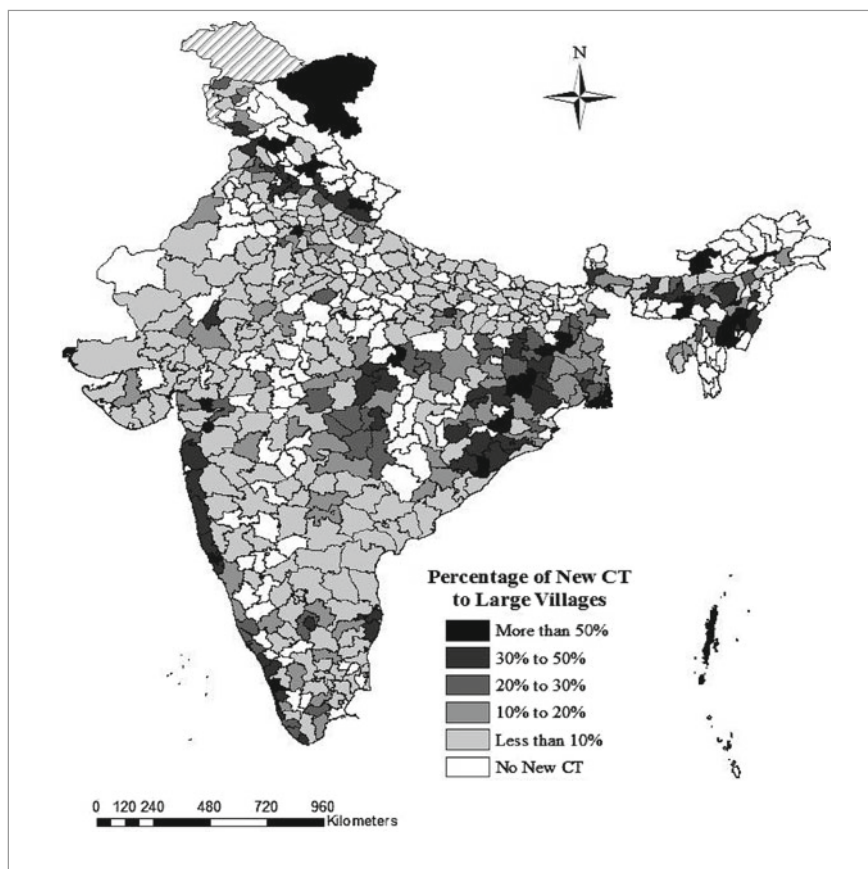 N
Percentage of New CT
to Large Villages
More than 50%
30% to 50%
20% to 30%
10% to 20%
Less than 10%
No New CT
0 120 240 480 720 960
Kilometers